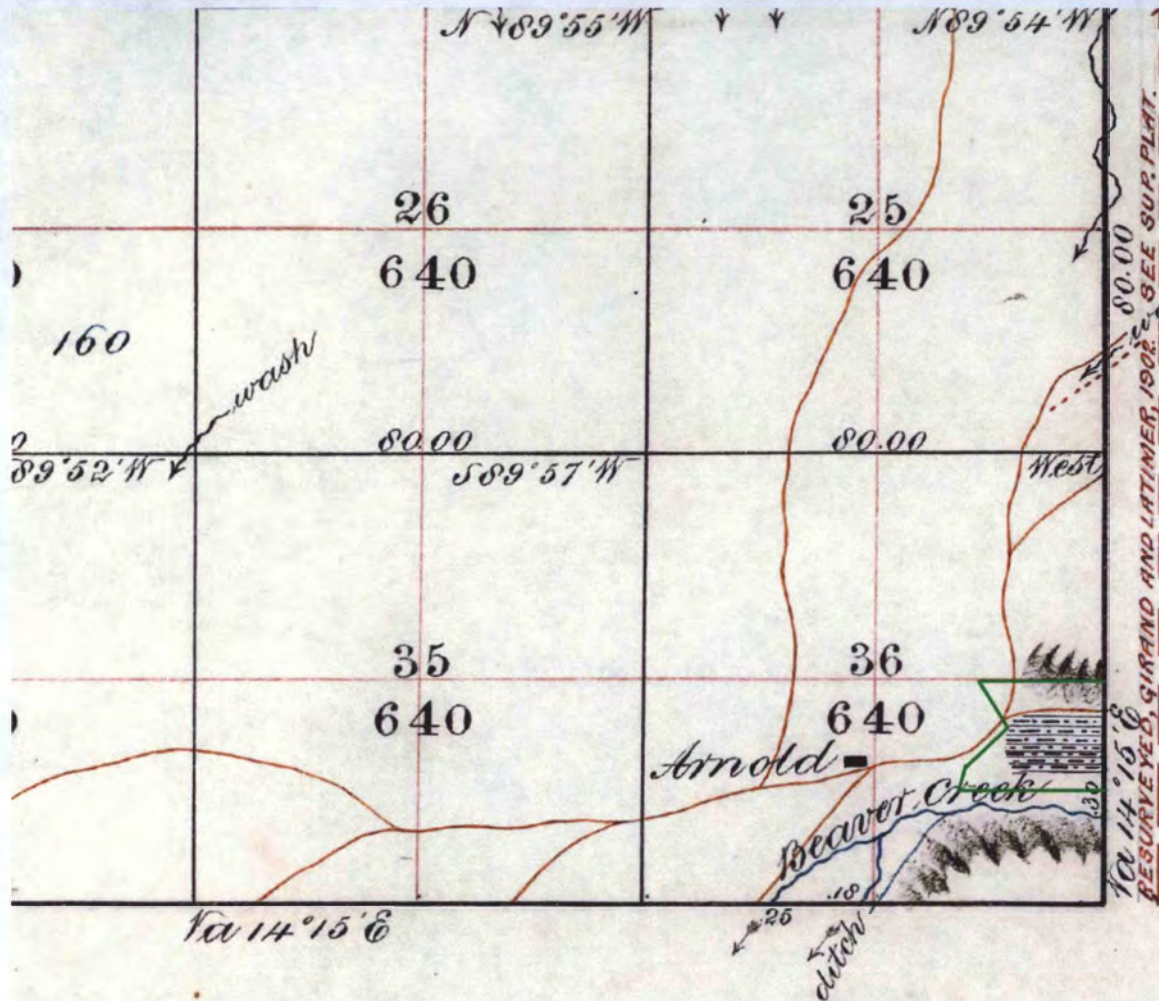 N 89°55'W
N 89°54'W
26
25
640
640
80.00
160
wash
80.00
80.00
89°52'W
S 89°57'W
West
35
36
640
640
Arnold
Beaver Creek
.30
.18
.25
ditch
Va 14°15'E
Va 14°15'E
RESURVEYED, GIRAND AND LATIMER, 1902. SEE SUP. PLAT.